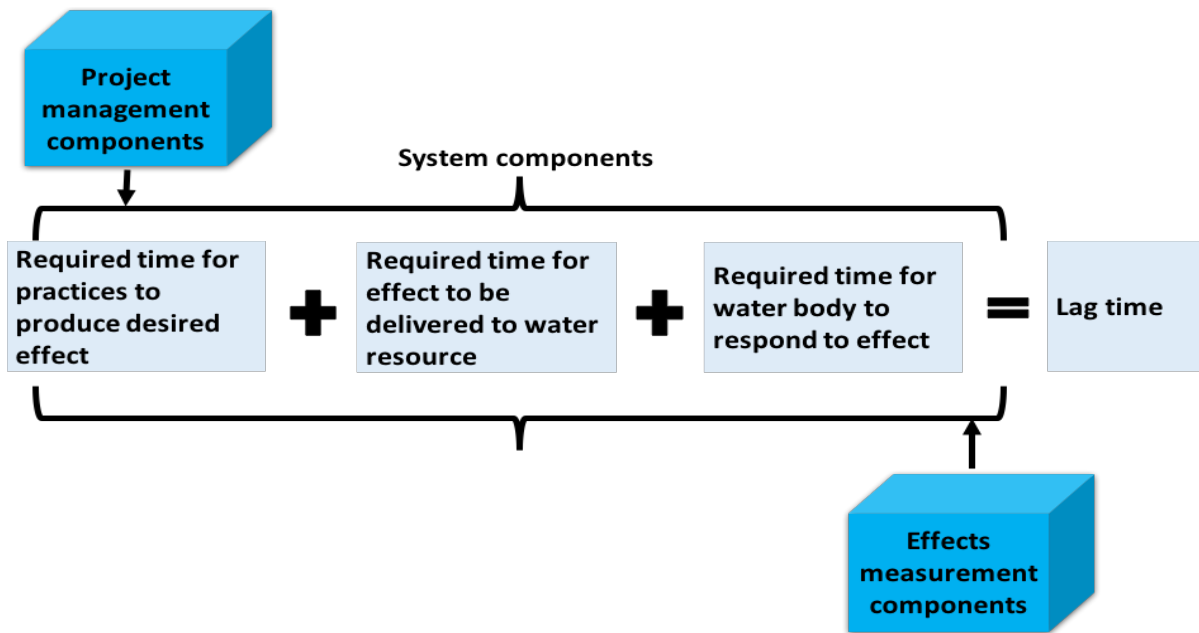 Project
management
components
System components
Required time for
practices to
produce desired
effect
+
Required time for
effect to be
delivered to water
resource
+
Required time for
water body to
respond to effect
=
Lag time
Effects
measurement
components